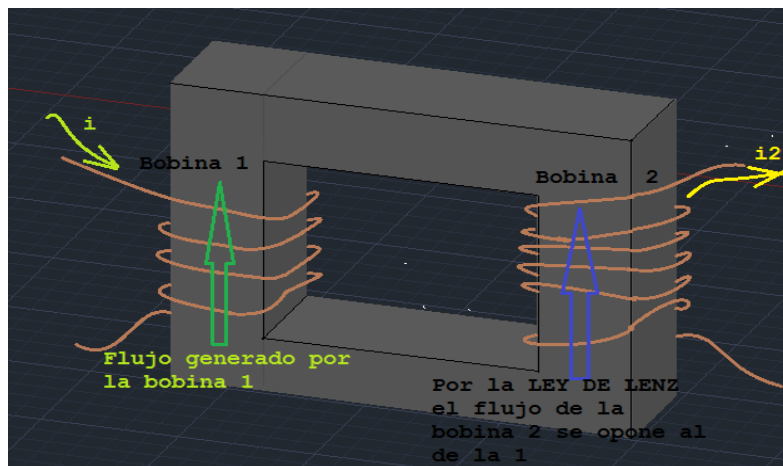 i
Bobina 1
Bobina 2
i2
Flujo generado por
la bobina 1
Por la LEY DE LENZ
el flujo de la
bobina 2 se opone al
de la 1